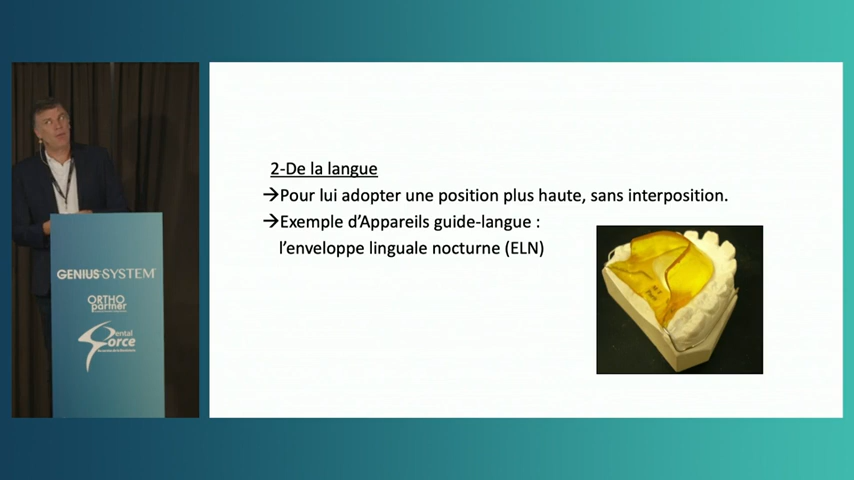 2-De la langue
→Pour lui adopter une position plus haute, sans interposition.
→Exemple d'Appareils guide-langue :
l'enveloppe linguale nocturne (ELN)
GENIUS SYSTEM
ORTHO
partner
Dental
Force